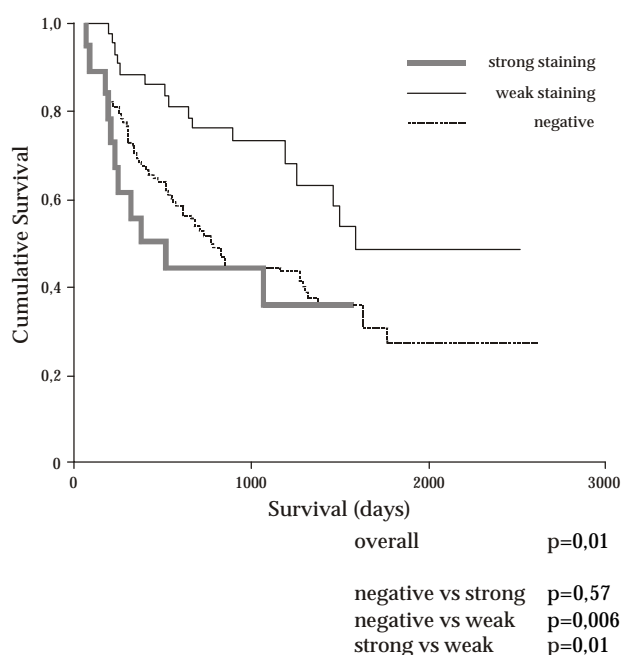 1,0
0,8
0,6
0,4
0,2
0
Cumulative Survival
strong staining
weak staining
negative
0 1000 2000 3000
Survival (days)
overall p=0,01
negative vs strong p=0,57
negative vs weak p=0,006
strong vs weak p=0,01